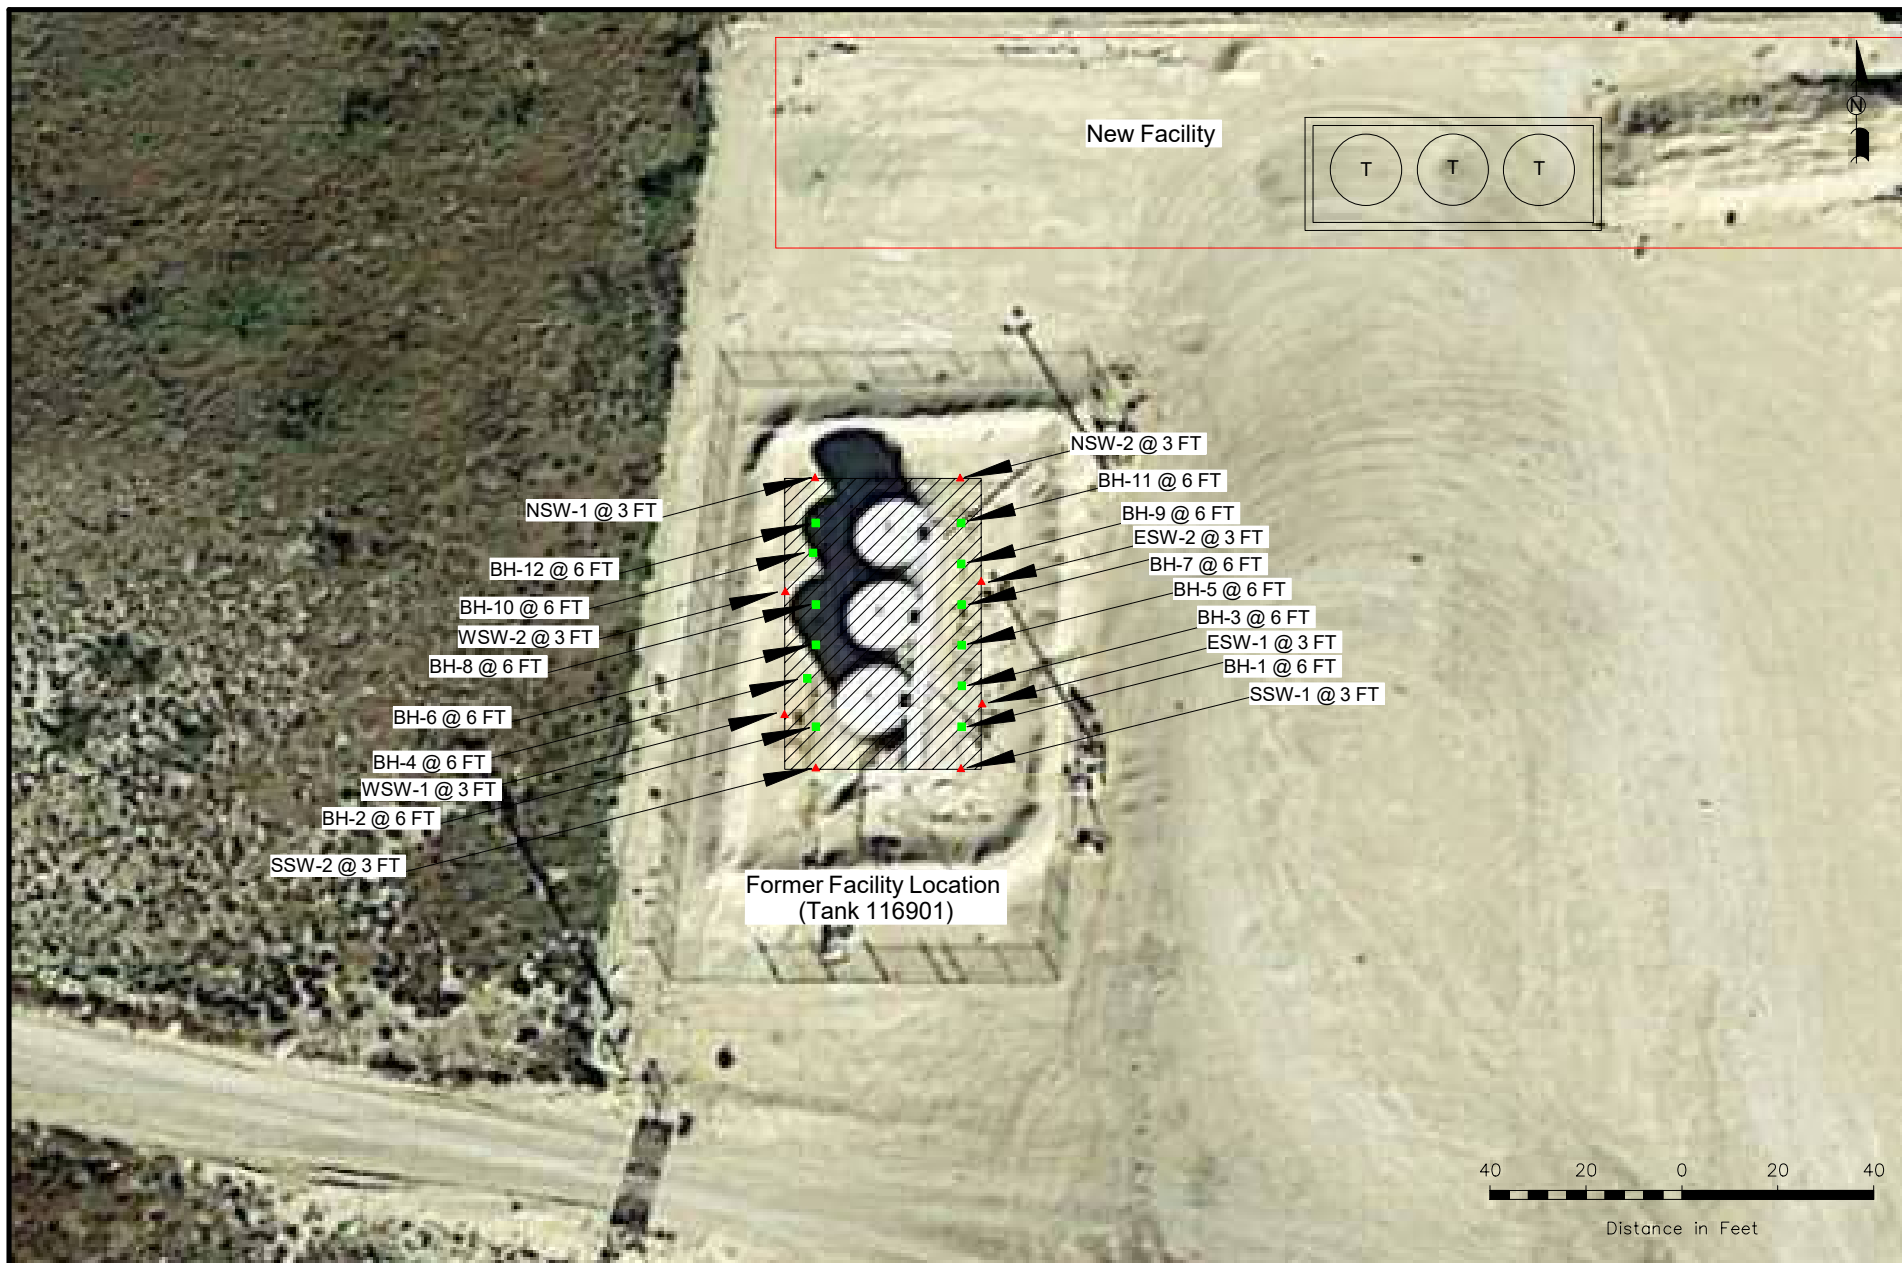 New Facility
N
T T T
NSW-2 @ 3 FT
BH-11 @ 6 FT
NSW-1 @ 3 FT
BH-9 @ 6 FT
ESW-2 @ 3 FT
BH-12 @ 6 FT
BH-7 @ 6 FT
BH-5 @ 6 FT
BH-10 @ 6 FT
BH-3 @ 6 FT
WSW-2 @ 3 FT
ESW-1 @ 3 FT
BH-8 @ 6 FT
BH-1 @ 6 FT
SSW-1 @ 3 FT
BH-6 @ 6 FT
BH-4 @ 6 FT
WSW-1 @ 3 FT
BH-2 @ 6 FT
SSW-2 @ 3 FT
Former Facility Location
(Tank 116901)
40 20 0 20 40
Distance in Feet